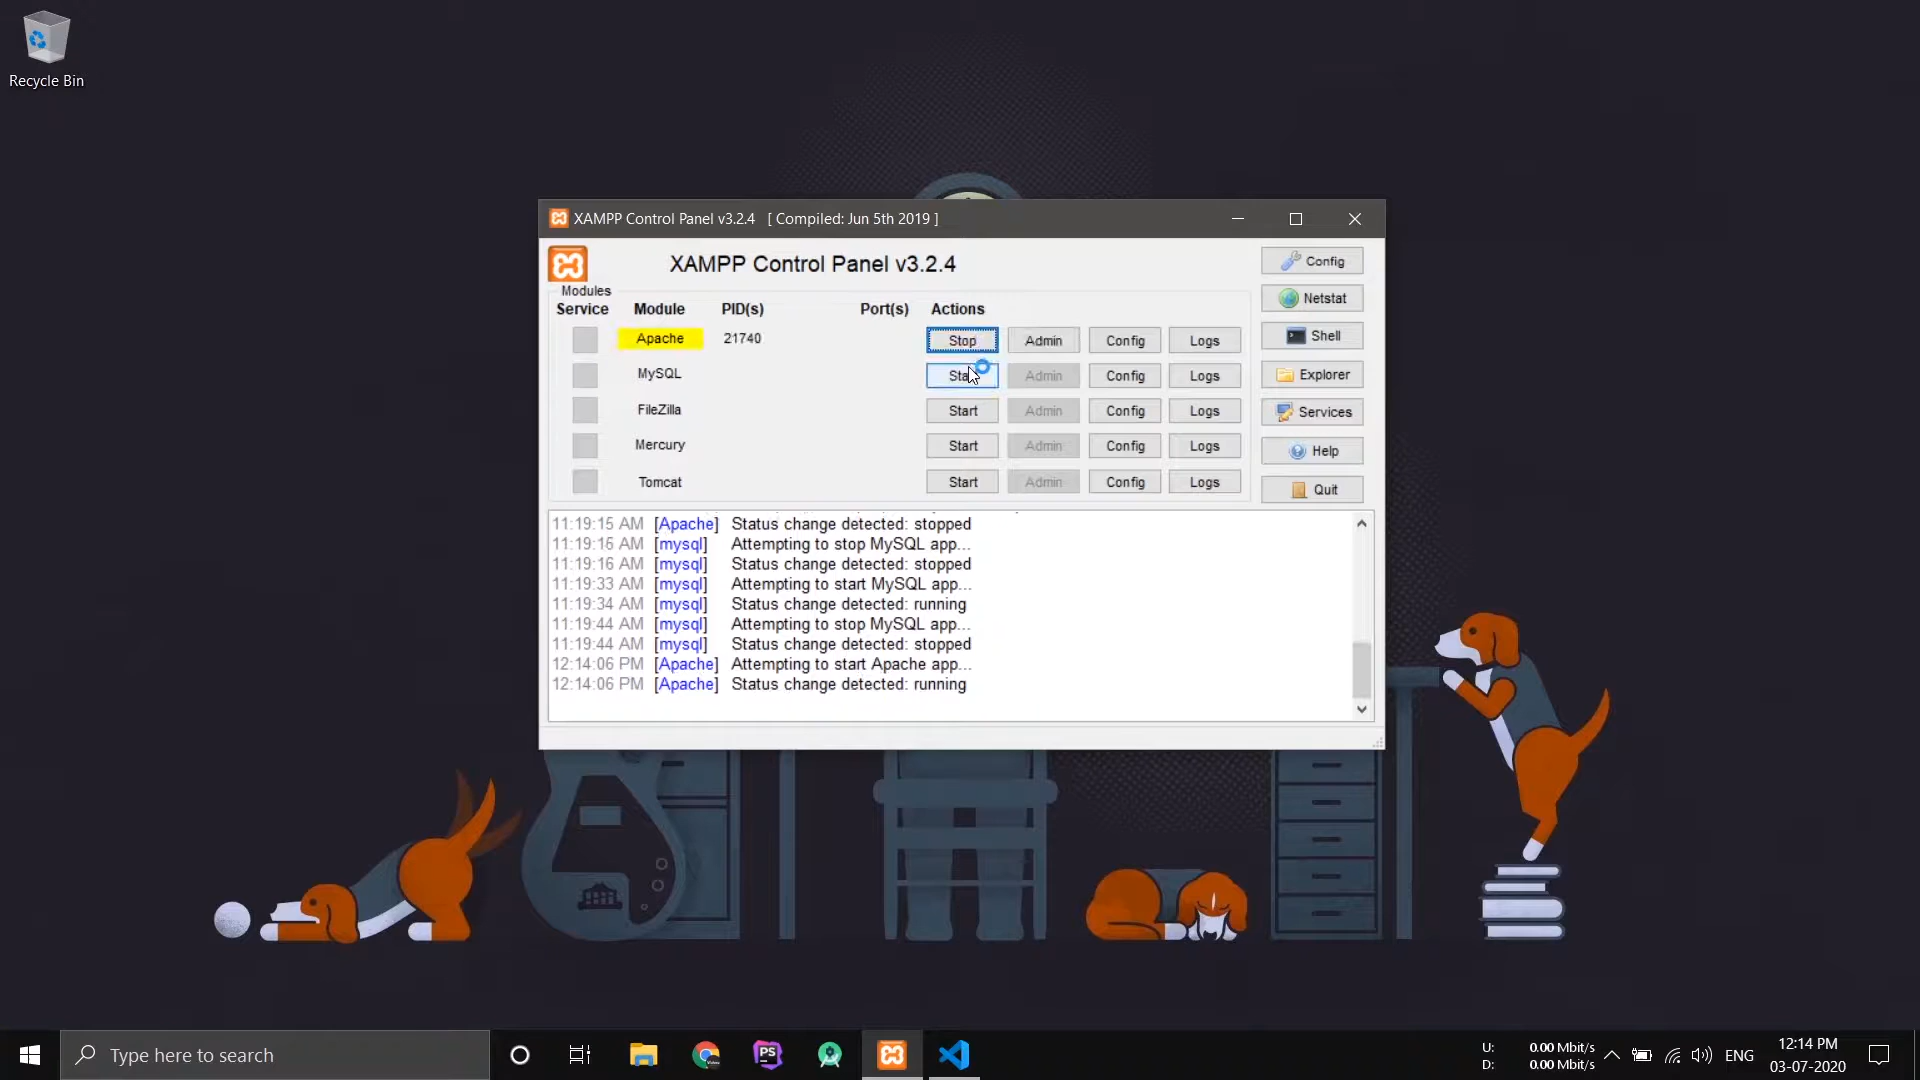 Recycle Bin
XAMPP Control Panel v3.2.4 [ Compiled: Jun 5th 2019 ]
XAMPP Control Panel v3.2.4
Config
Modules
Service Module PID(s) Port(s) Actions
Netstat
Apache 21740 Stop Admin Config Logs
Shell
MySQL Admin Config Logs
Explorer
FileZilla Start Admin Config Logs
Services
Mercury Start Admin Config Logs
Help
Tomcat Start Admin Config Logs
Quit
11:19:15 AM [Apache] Status change detected: stopped
11:19:16 AM [mysql] Attempting to stop MySQL app...
11:19:16 AM [mysql] Status change detected: stopped
11:19:33 AM [mysql] Attempting to start MySQL app...
11:19:34 AM [mysql] Status change detected: running
11:19:44 AM [mysql] Attempting to stop MySQL app...
11:19:44 AM [mysql] Status change detected: stopped
12:14:06 PM [Apache] Attempting to start Apache app...
12:14:06 PM [Apache] Status change detected: running
Type here to search
PS
U: 0.00 Mbit/s
D: 0.00 Mbit/s
ENG
12:14 PM
03-07-2020